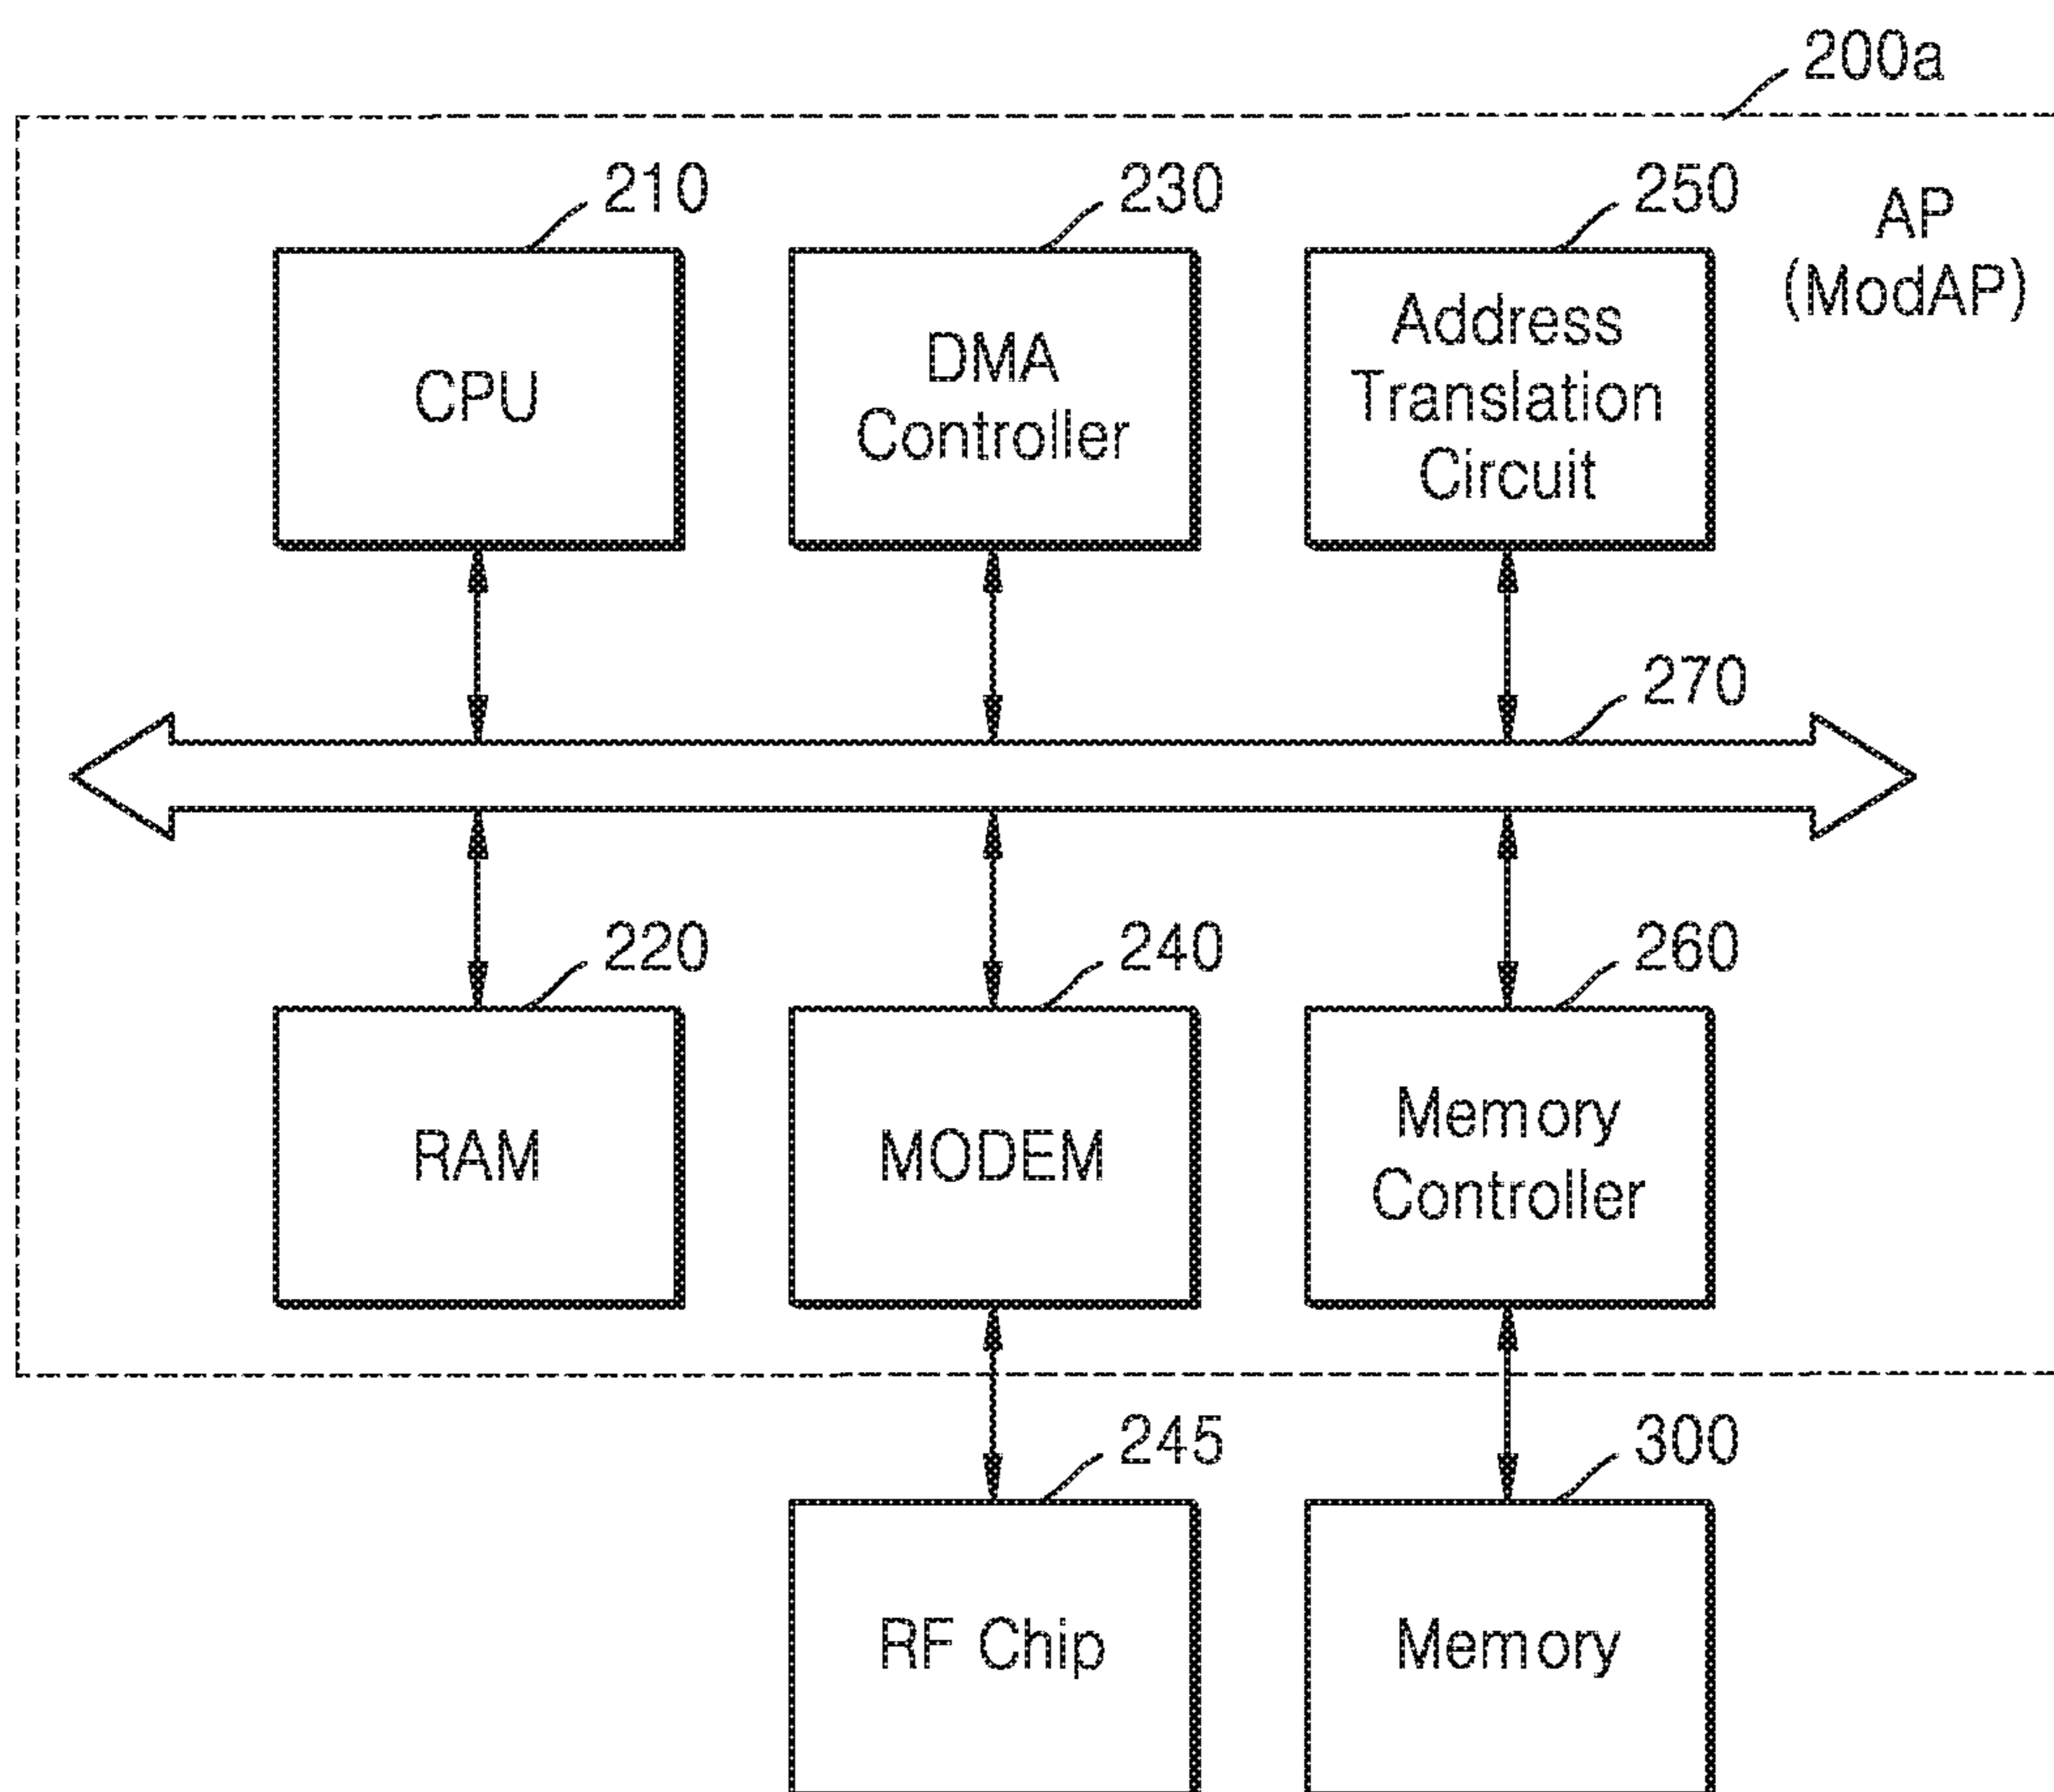 200a
210
230
250
AP
(ModAP)
CPU
DMA
Controller
Address
Translation
Circuit
270
220
240
260
RAM
MODEM
Memory
Controller
245
300
RF Chip
Memory